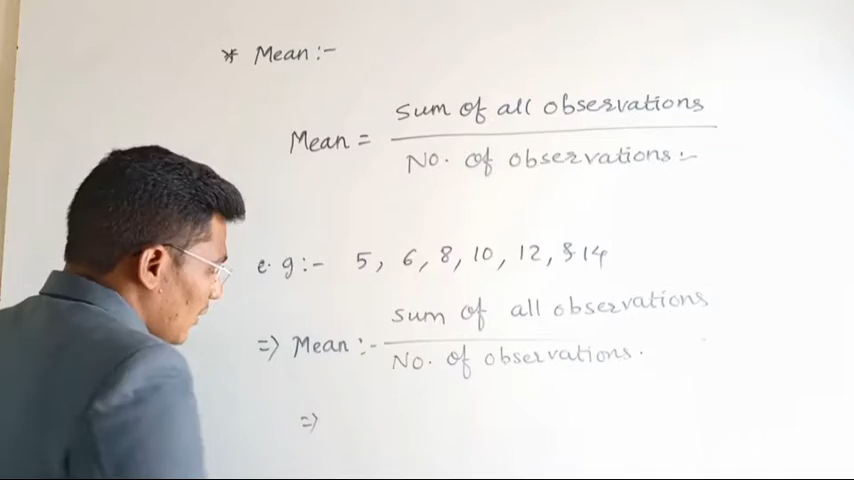 * Mean :-
Mean = Sum of all observations
No. of observations :-
e.g :- 5, 6, 8, 10, 12, & 14
Sum of all observations
=> Mean :-
No. of observations.
=>